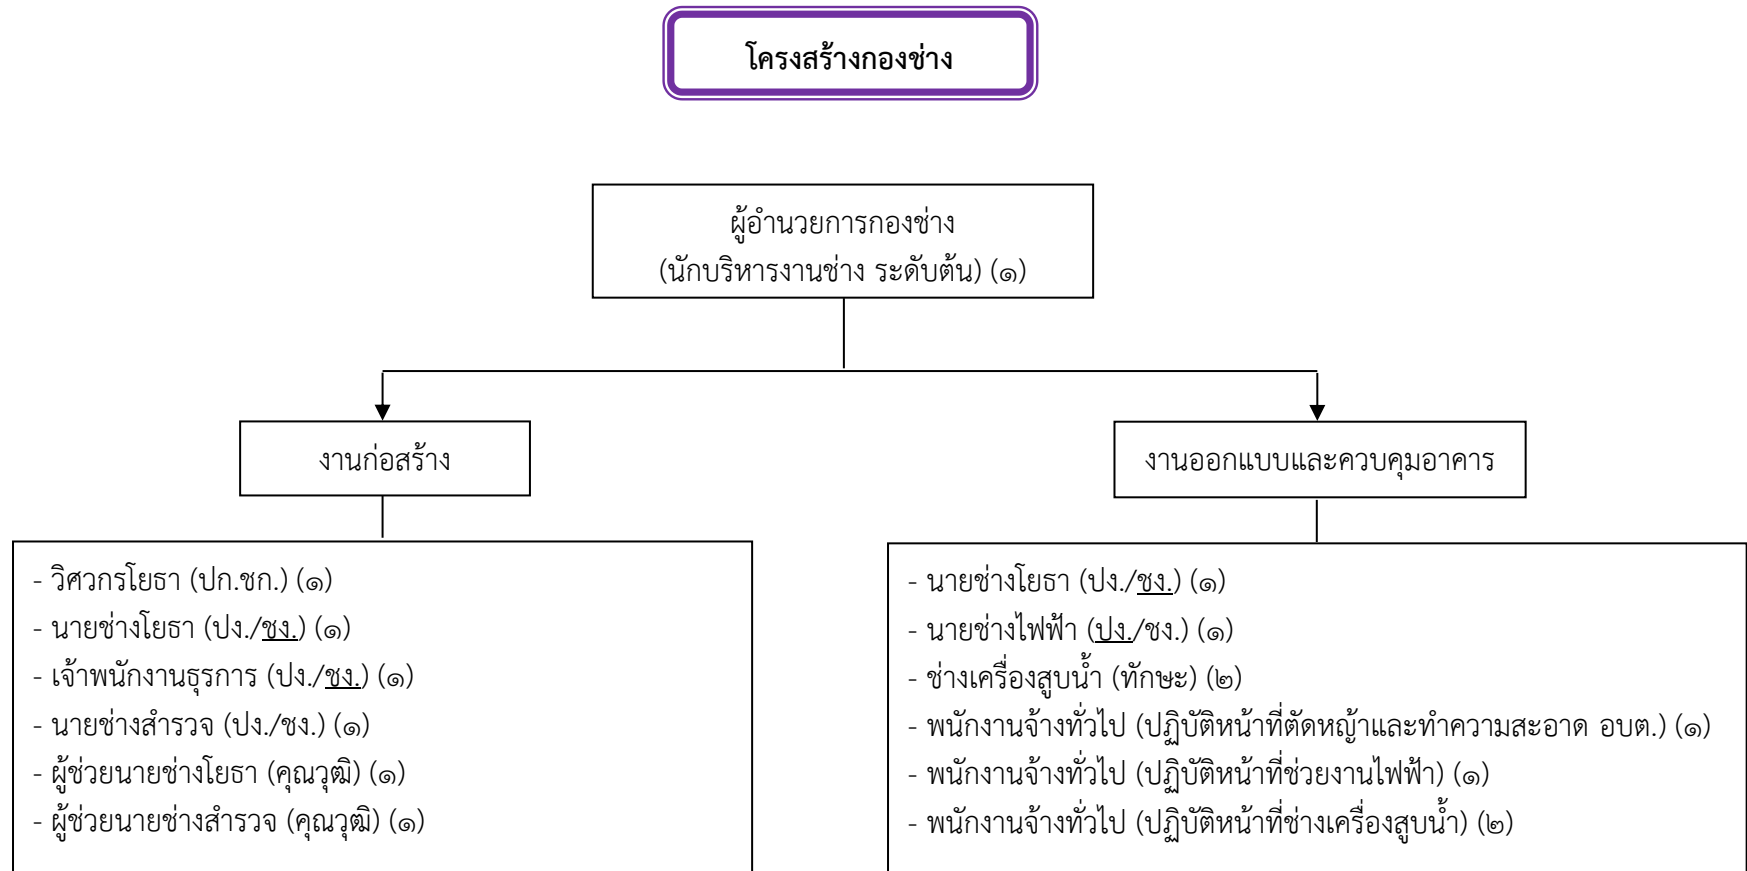 โครงสร้างกองช่าง
ผู้อำนวยการกองช่าง
(นักบริหารงานช่าง ระดับต้น) (๑)
งานก่อสร้าง
งานออกแบบและควบคุมอาคาร
- วิศวกรโยธา (ปก.ชก.) (๑)
- นายช่างโยธา (ปง./ชง.) (๑)
- เจ้าพนักงานธุรการ (ปง./ชง.) (๑)
- นายช่างสำรวจ (ปง./ชง.) (๑)
- ผู้ช่วยนายช่างโยธา (คุณวุฒิ) (๑)
- ผู้ช่วยนายช่างสำรวจ (คุณวุฒิ) (๑)
- นายช่างโยธา (ปง./ชง.) (๑)
- นายช่างไฟฟ้า (ปง./ชง.) (๑)
- ช่างเครื่องสูบน้ำ (ทักษะ) (๒)
- พนักงานจ้างทั่วไป (ปฏิบัติหน้าที่ตัดหญ้าและทำความสะอาด อบต.) (๑)
- พนักงานจ้างทั่วไป (ปฏิบัติหน้าที่ช่วยงานไฟฟ้า) (๑)
- พนักงานจ้างทั่วไป (ปฏิบัติหน้าที่ช่างเครื่องสูบน้ำ) (๒)